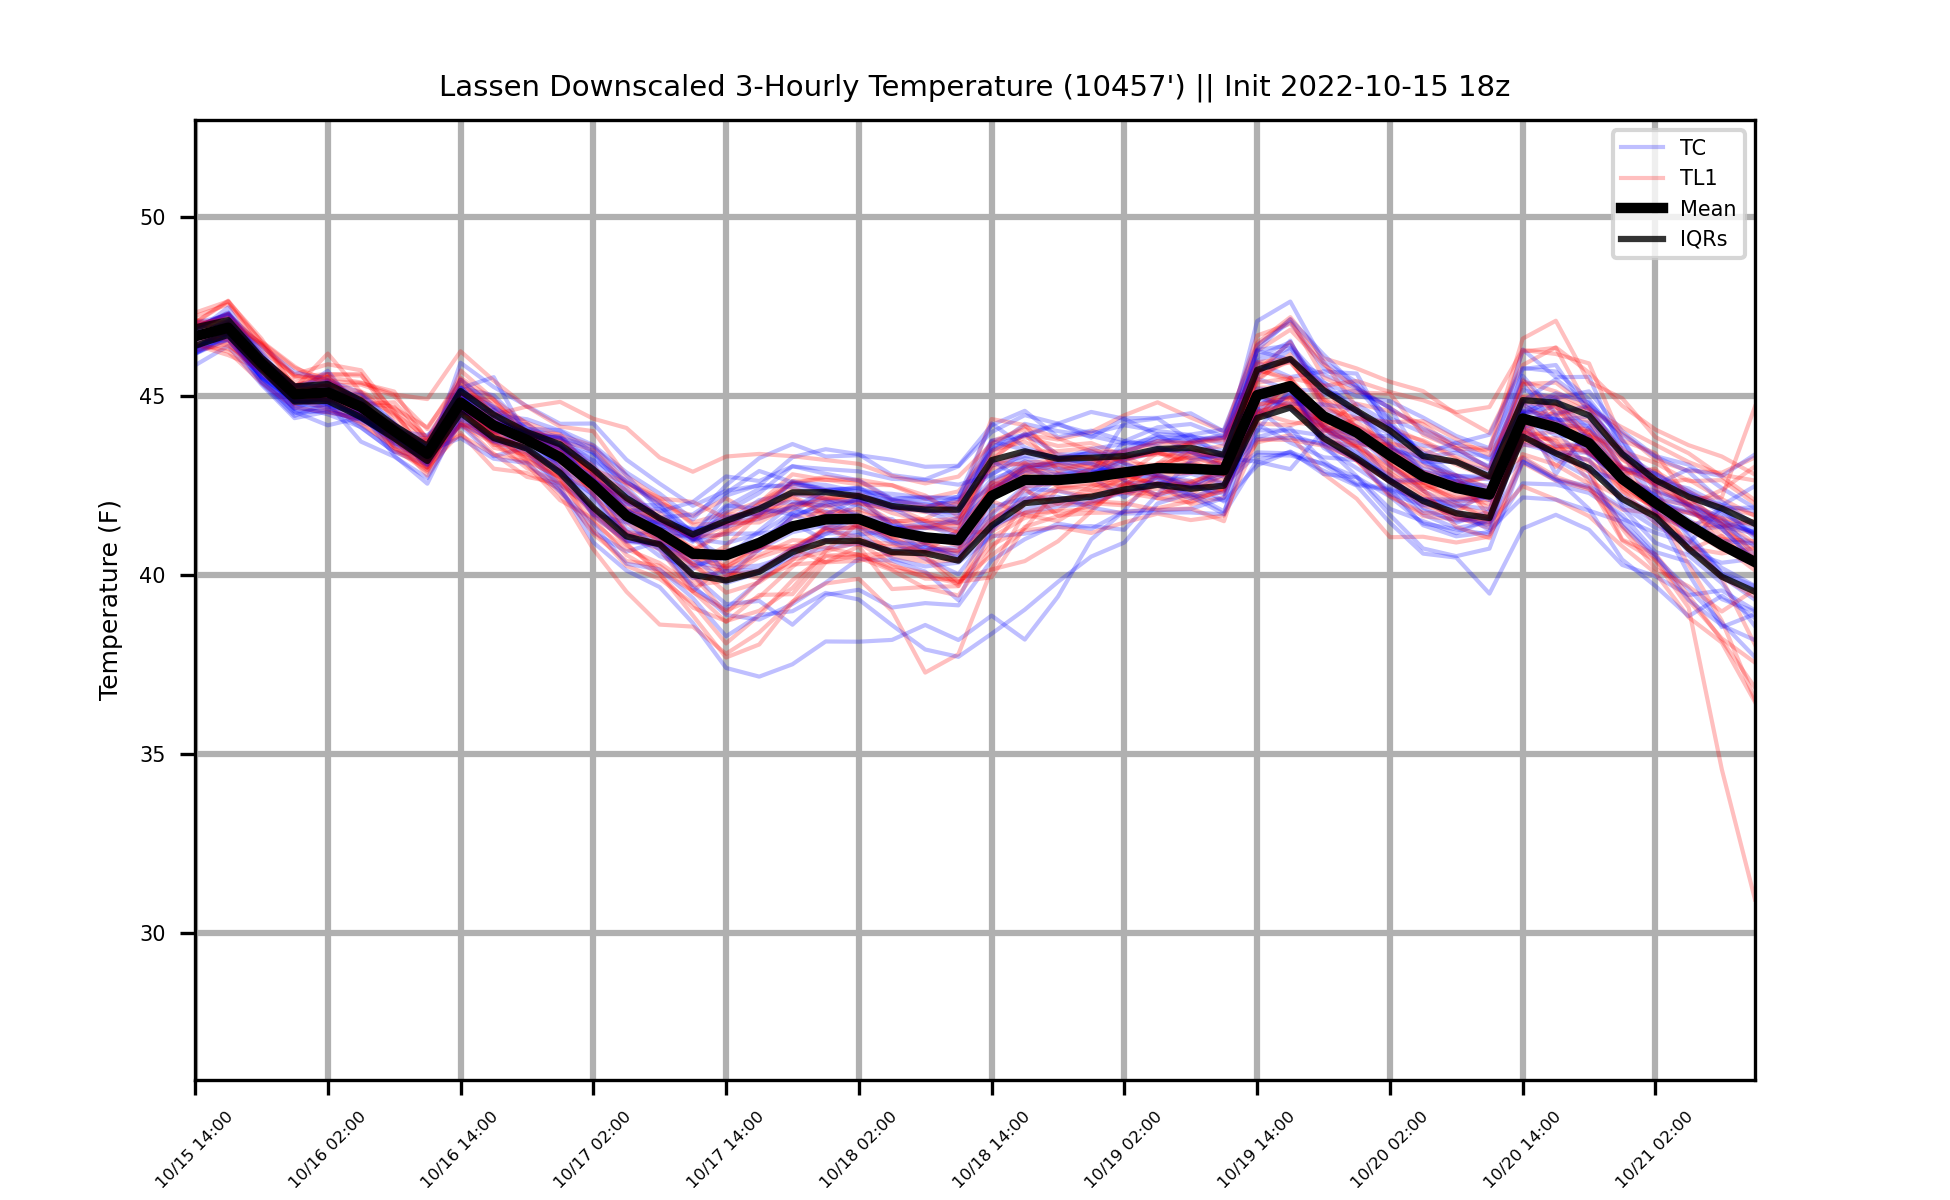 Lassen Downscaled 3-Hourly Temperature (10457') || Init 2022-10-15 18z
TC
TL1
Mean
IQRs
Temperature (F)
50
45
40
35
30
10/15 14:00
10/16 02:00
10/16 14:00
10/17 02:00
10/17 14:00
10/18 02:00
10/18 14:00
10/19 02:00
10/19 14:00
10/20 02:00
10/20 14:00
10/21 02:00